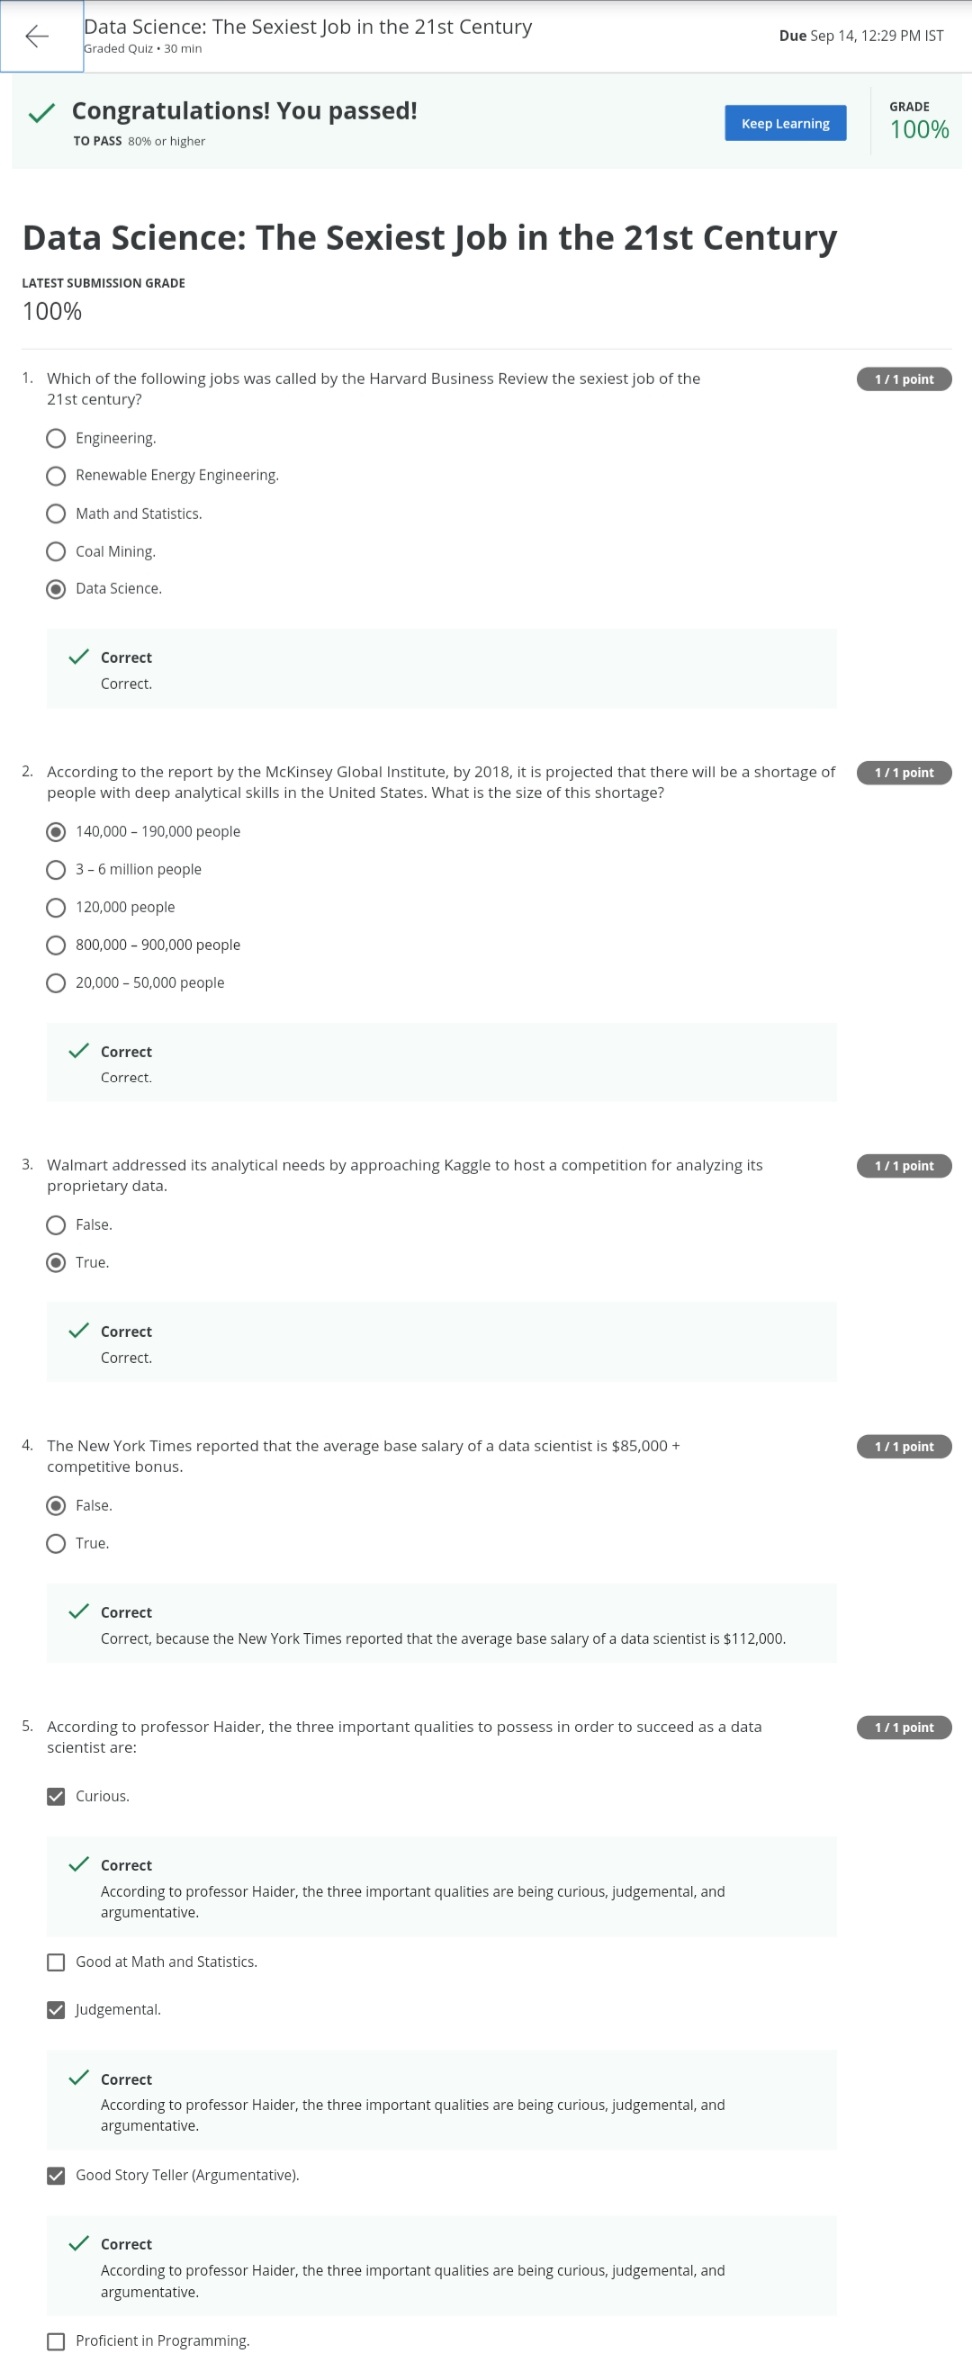 Data Science: The Sexiest Job in the 21st Century
Graded Quiz • 30 min
Due Sep 14, 12:29 PM IST
Congratulations! You passed!
TO PASS 80% or higher
Keep Learning
GRADE
100%
Data Science: The Sexiest Job in the 21st Century
LATEST SUBMISSION GRADE
100%
1. Which of the following jobs was called by the Harvard Business Review the sexiest job of the
21st century?
1 / 1 point
Engineering.
Renewable Energy Engineering.
Math and Statistics.
Coal Mining.
Data Science.
Correct
Correct.
2. According to the report by the McKinsey Global Institute, by 2018, it is projected that there will be a shortage of
people with deep analytical skills in the United States. What is the size of this shortage?
1 / 1 point
140,000 – 190,000 people
3 – 6 million people
120,000 people
800,000 – 900,000 people
20,000 – 50,000 people
Correct
Correct.
3. Walmart addressed its analytical needs by approaching Kaggle to host a competition for analyzing its
proprietary data.
1 / 1 point
False.
True.
Correct
Correct.
4. The New York Times reported that the average base salary of a data scientist is $85,000 +
competitive bonus.
1 / 1 point
False.
True.
Correct
Correct, because the New York Times reported that the average base salary of a data scientist is $112,000.
5. According to professor Haider, the three important qualities to possess in order to succeed as a data
scientist are:
1 / 1 point
Curious.
Correct
According to professor Haider, the three important qualities are being curious, judgemental, and
argumentative.
Good at Math and Statistics.
Judgemental.
Correct
According to professor Haider, the three important qualities are being curious, judgemental, and
argumentative.
Good Story Teller (Argumentative).
Correct
According to professor Haider, the three important qualities are being curious, judgemental, and
argumentative.
Proficient in Programming.